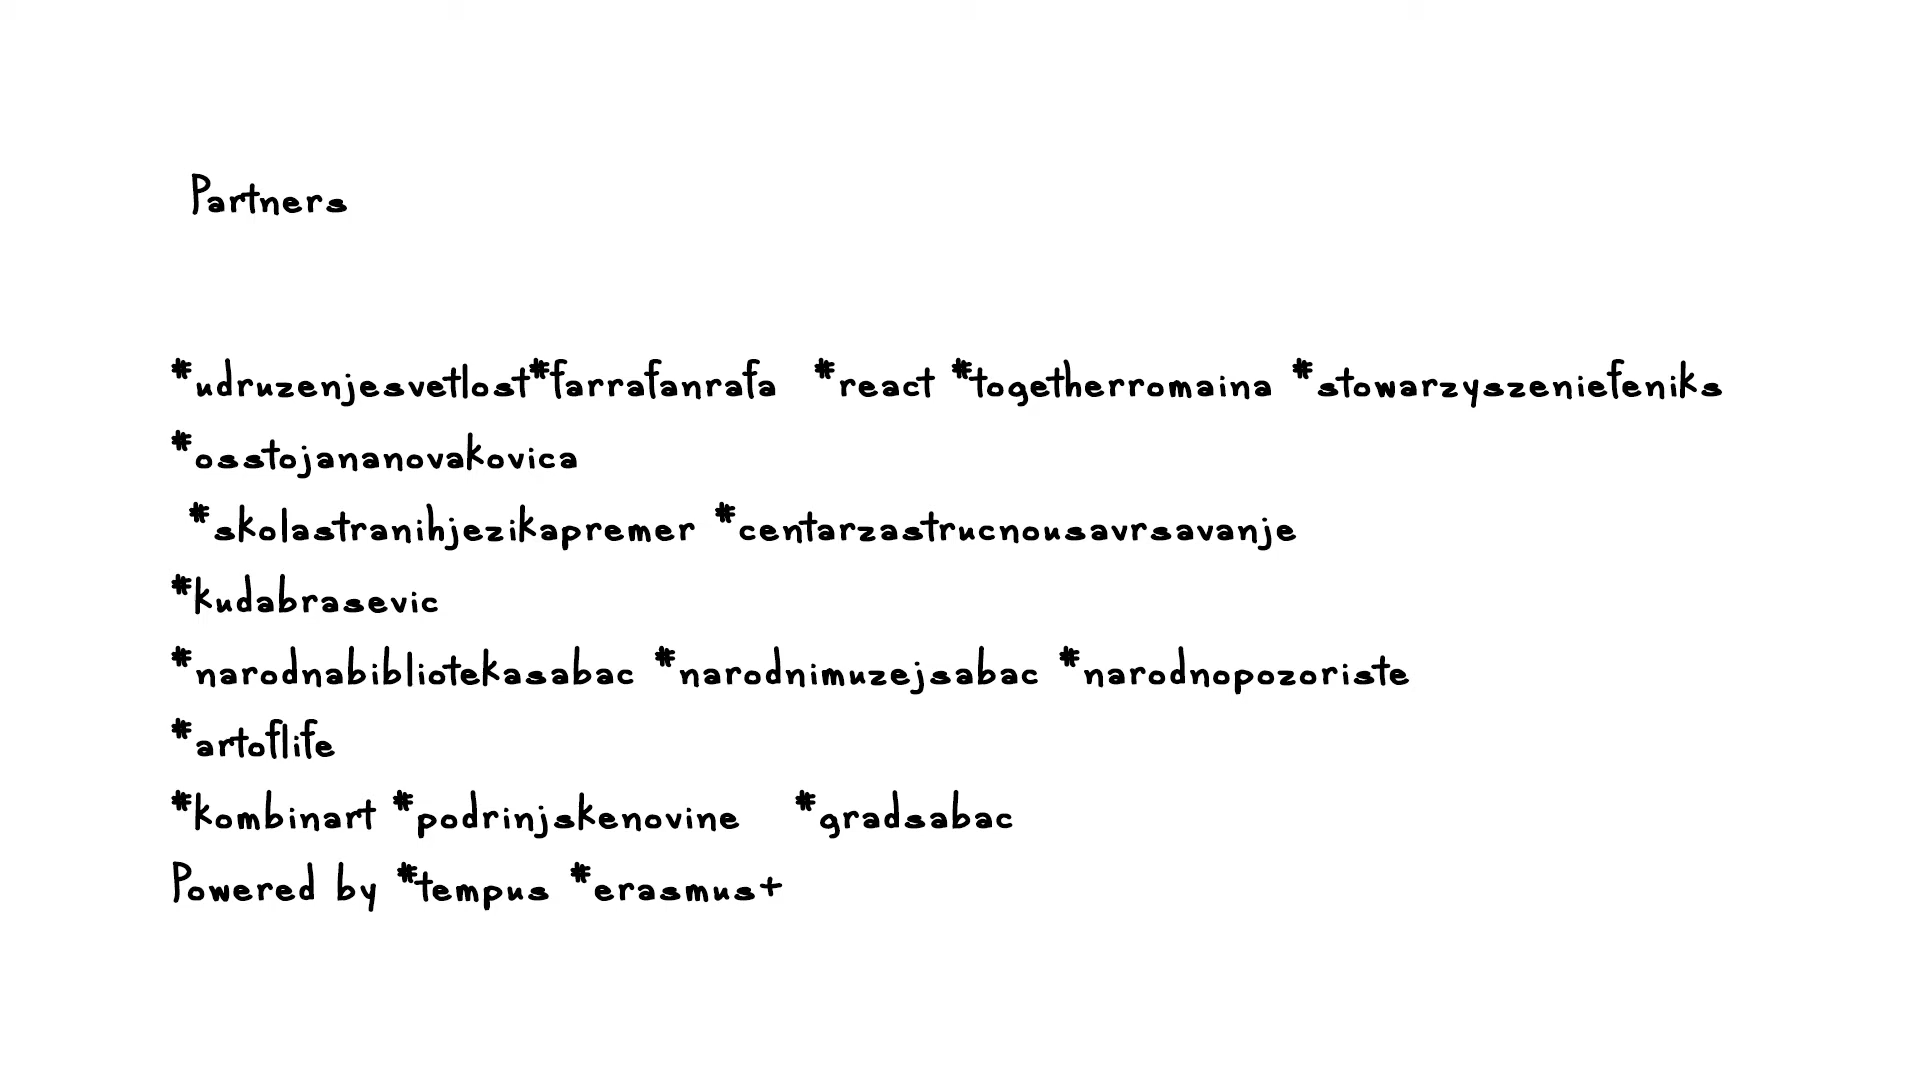 Partners
#udruzenjesvetlost#farrafanrafa #react #togetherromaina #stowarzyszeniefeniks
#osstojananovakovica
#skolastranihjezikapremer #centarzastrucnousavrsavanje
#kudabrasevic
#narodnabibliotekasabac #narodnimuzejsabac #narodnopozoriste
#artoflife
#kombinart #podrinjskenovine #gradsabac
Powered by #tempus #erasmus+